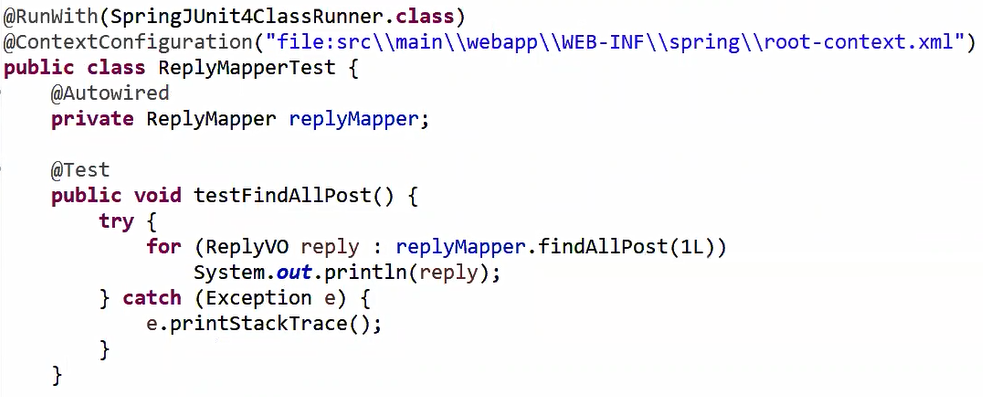 @RunWith(SpringJUnit4ClassRunner.class)
@ContextConfiguration("file:src\\main\\webapp\\WEB-INF\\spring\\root-context.xml")
public class ReplyMapperTest {
    @Autowired
    private ReplyMapper replyMapper;

    @Test
    public void testFindAllPost() {
        try {
            for (ReplyVO reply : replyMapper.findAllPost(1L))
                System.out.println(reply);
        } catch (Exception e) {
            e.printStackTrace();
        }
    }